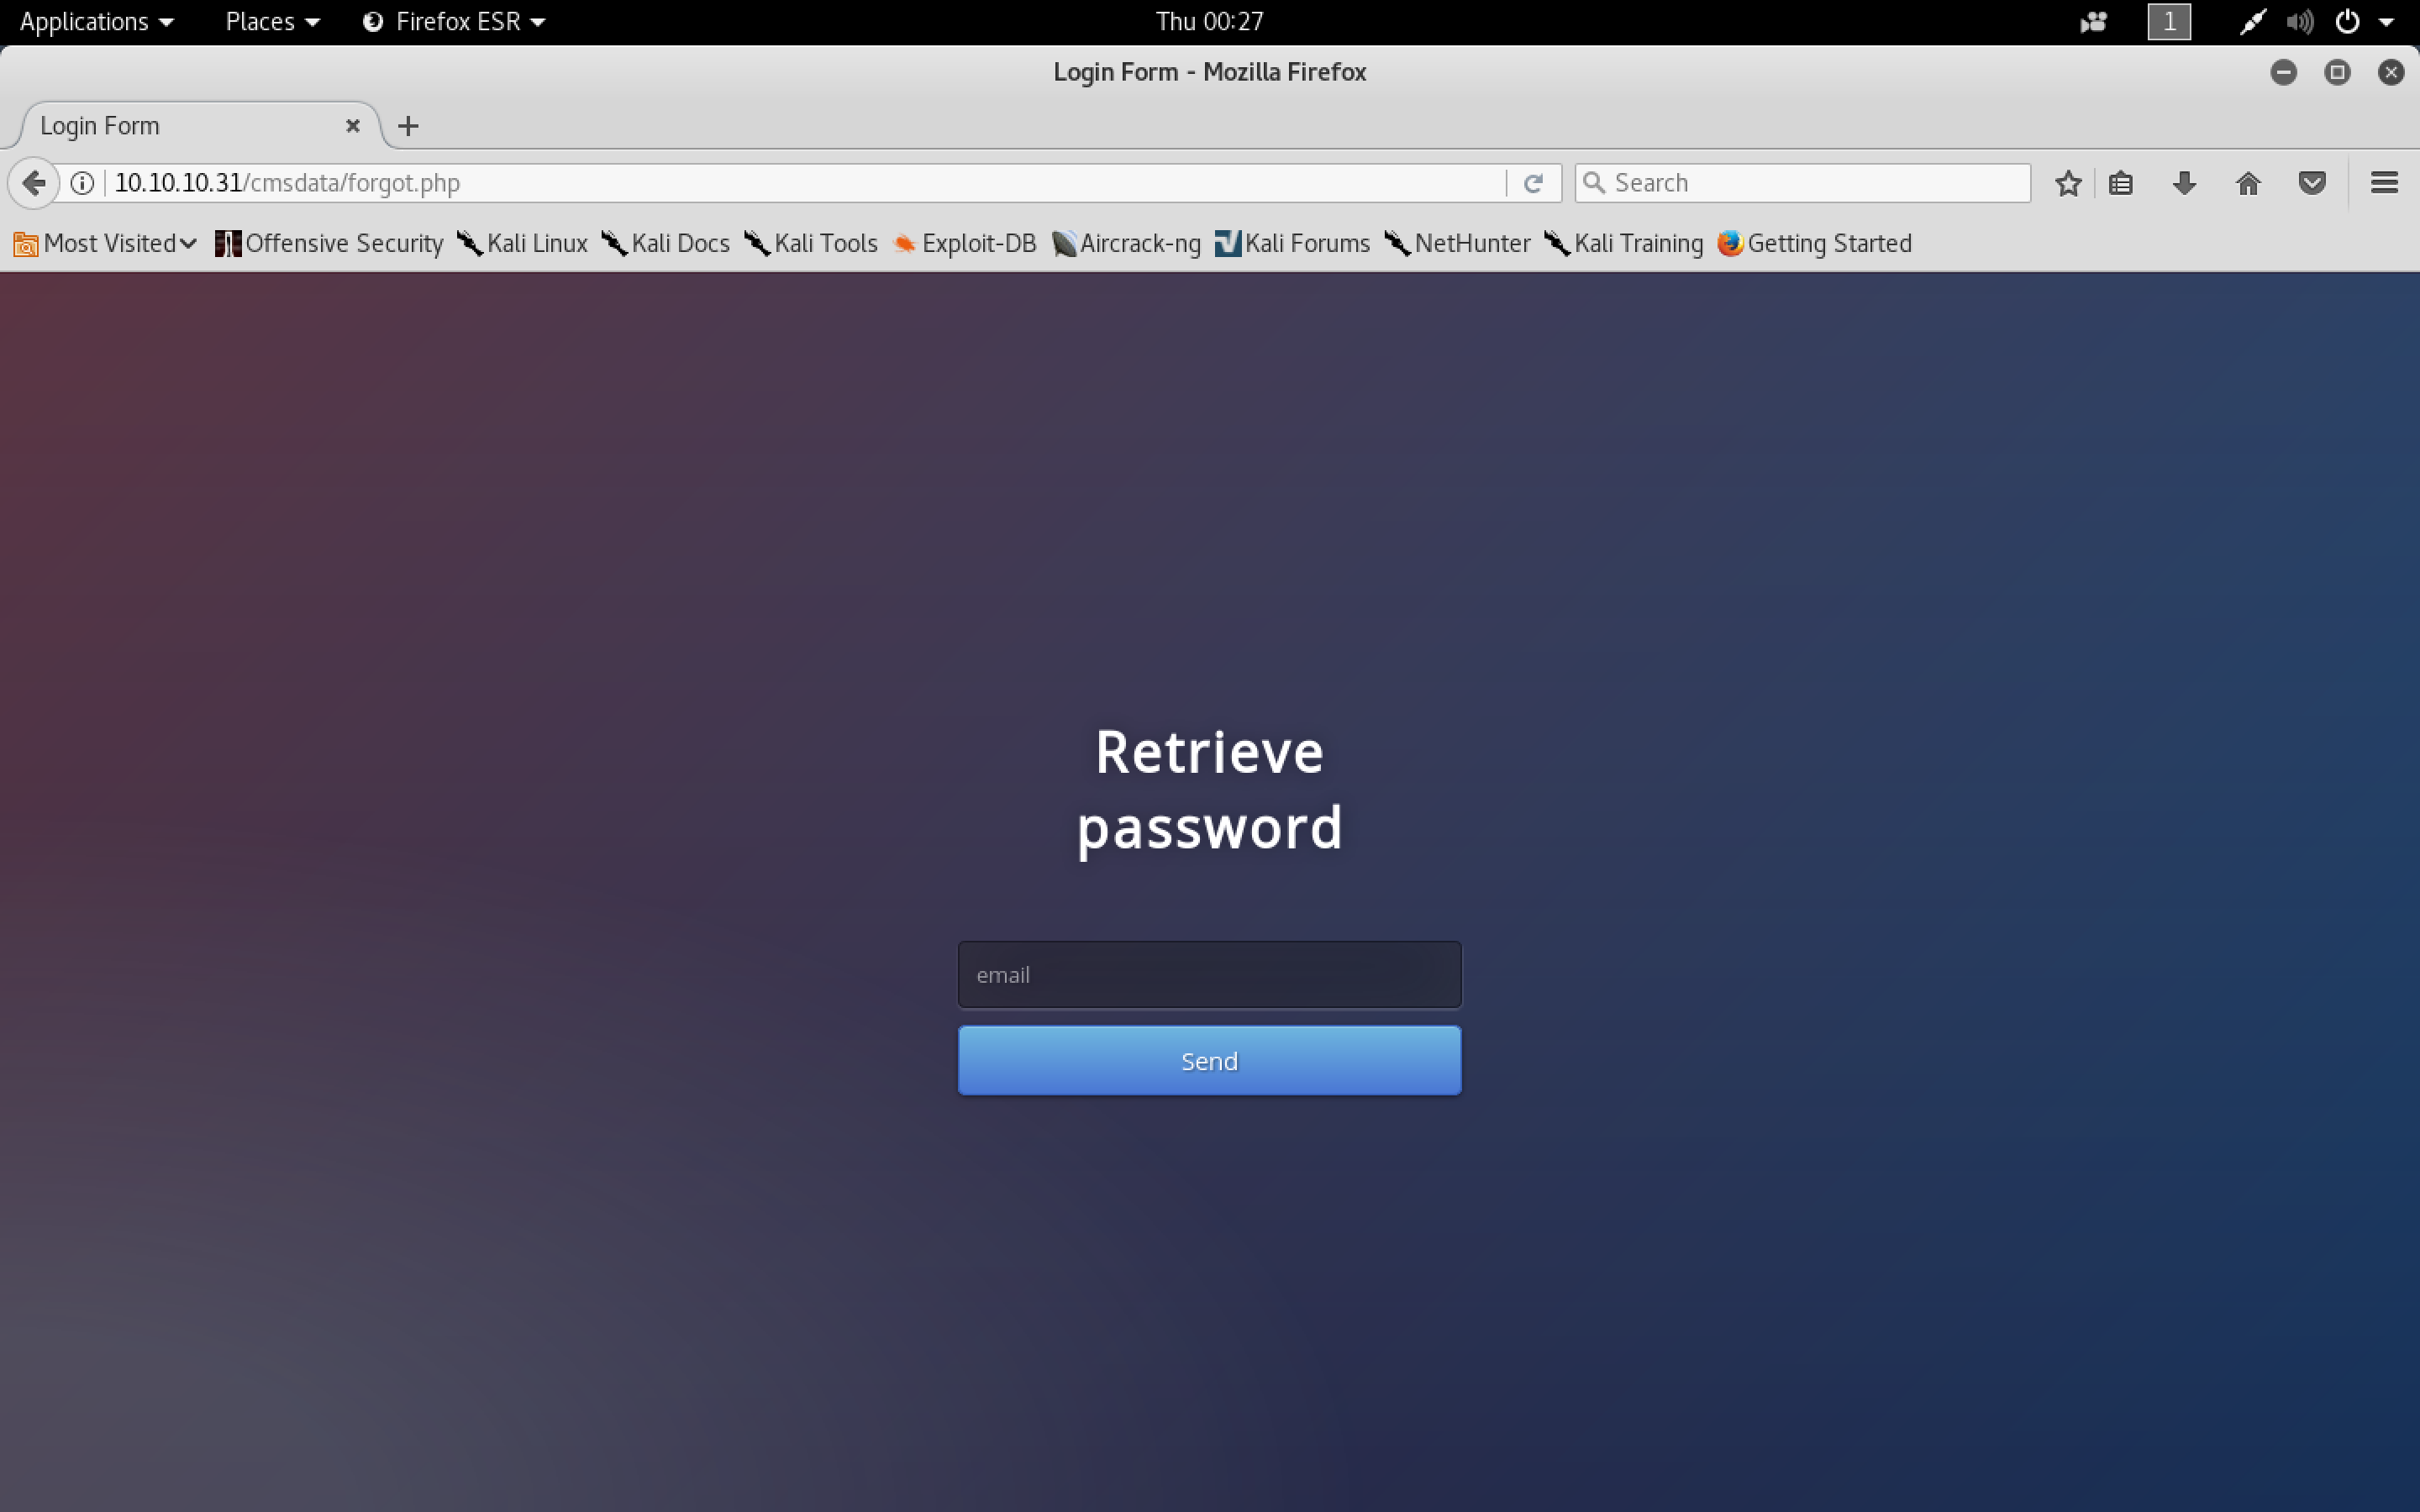 Applications Places Firefox ESR Thu 00:27 1
Login Form - Mozilla Firefox
Login Form
10.10.10.31/cmsdata/forgot.php Search
Most Visited Offensive Security Kali Linux Kali Docs Kali Tools Exploit-DB Aircrack-ng Kali Forums NetHunter Kali Training Getting Started
Retrieve
password
email
Send